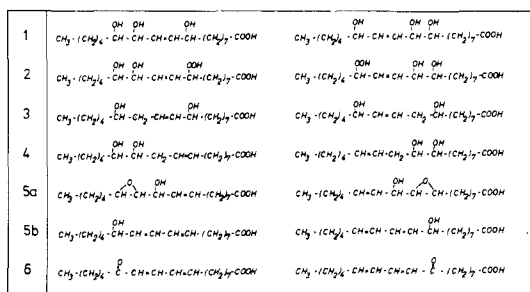 OH OH OH OH OH OH
1 CH₃-(CH₂)₄-CH-CH-CH=CH-CH-(CH₂)₇-COOH CH₃-(CH₂)₄-CH-CH=CH-CH-CH-(CH₂)₇-COOH
OH OH OOH OOH OH OH
2 CH₃-(CH₂)₄-CH-CH-CH=CH-CH-(CH₂)₇-COOH CH₃-(CH₂)₄-CH-CH=CH-CH-CH-(CH₂)₇-COOH
OH OH OH OH
3 CH₃-(CH₂)₄-CH-CH₂-CH=CH-CH-(CH₂)₇-COOH CH₃-(CH₂)₄-CH-CH=CH-CH₂-CH-(CH₂)₇-COOH
OH OH OH OH
4 CH₃-(CH₂)₄-CH-CH-CH₂-CH=CH-(CH₂)₇-COOH CH₃-(CH₂)₄-CH=CH-CH₂-CH-CH-(CH₂)₇-COOH
O OH OH O
5a CH₃-(CH₂)₄-CH-CH-CH-CH=CH-(CH₂)₇-COOH CH₃-(CH₂)₄-CH=CH-CH-CH-CH-(CH₂)₇-COOH
OH OH
5b CH₃-(CH₂)₄-CH-CH=CH-CH=CH-(CH₂)₇-COOH CH₃-(CH₂)₄-CH=CH-CH=CH-CH-(CH₂)₇-COOH
O O
6 CH₃-(CH₂)₄-C-CH=CH-CH=CH-(CH₂)₇-COOH CH₃-(CH₂)₄-CH=CH-CH=CH-C-(CH₂)₇-COOH